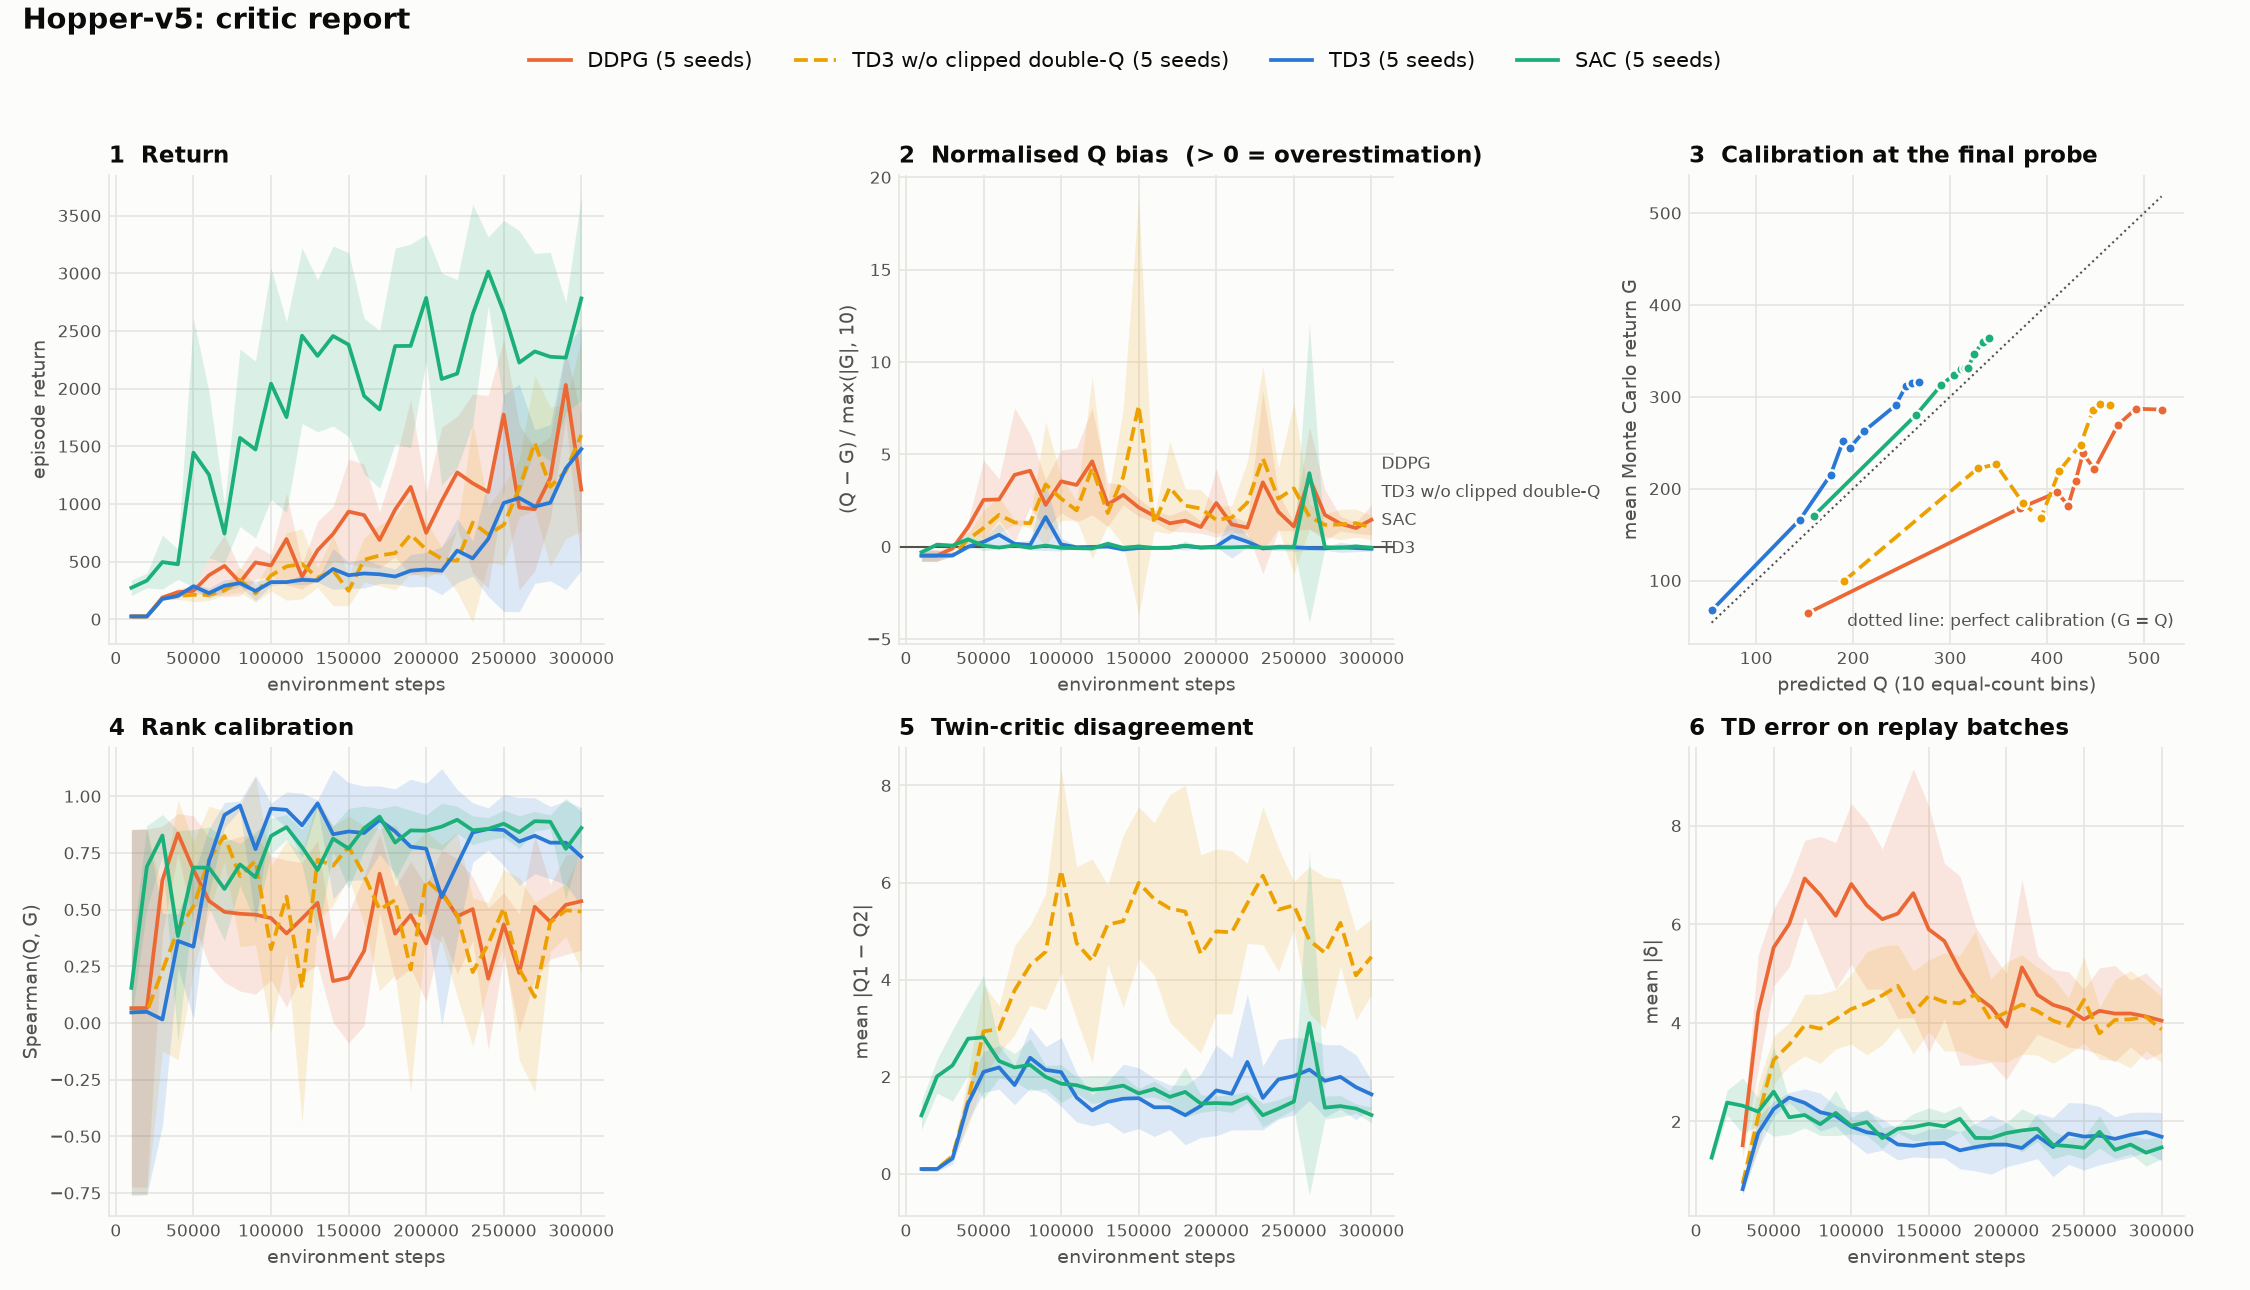 Hopper-v5: critic report
DDPG (5 seeds)
TD3 w/o clipped double-Q (5 seeds)
TD3 (5 seeds)
SAC (5 seeds)
1 Return
episode return
3500
3000
2500
2000
1500
1000
500
0
0 50000 100000 150000 200000 250000 300000
environment steps
2 Normalised Q bias (> 0 = overestimation)
(Q − G) / max(|G|, 10)
20
15
10
5
0
−5
DDPG
TD3 w/o clipped double-Q
SAC
TD3
0 50000 100000 150000 200000 250000 300000
environment steps
3 Calibration at the final probe
mean Monte Carlo return G
500
400
300
200
100
dotted line: perfect calibration (G = Q)
100 200 300 400 500
predicted Q (10 equal-count bins)
4 Rank calibration
Spearman(Q, G)
1.00
0.75
0.50
0.25
0.00
−0.25
−0.50
−0.75
0 50000 100000 150000 200000 250000 300000
environment steps
5 Twin-critic disagreement
mean |Q1 − Q2|
8
6
4
2
0
0 50000 100000 150000 200000 250000 300000
environment steps
6 TD error on replay batches
mean |δ|
8
6
4
2
0 50000 100000 150000 200000 250000 300000
environment steps